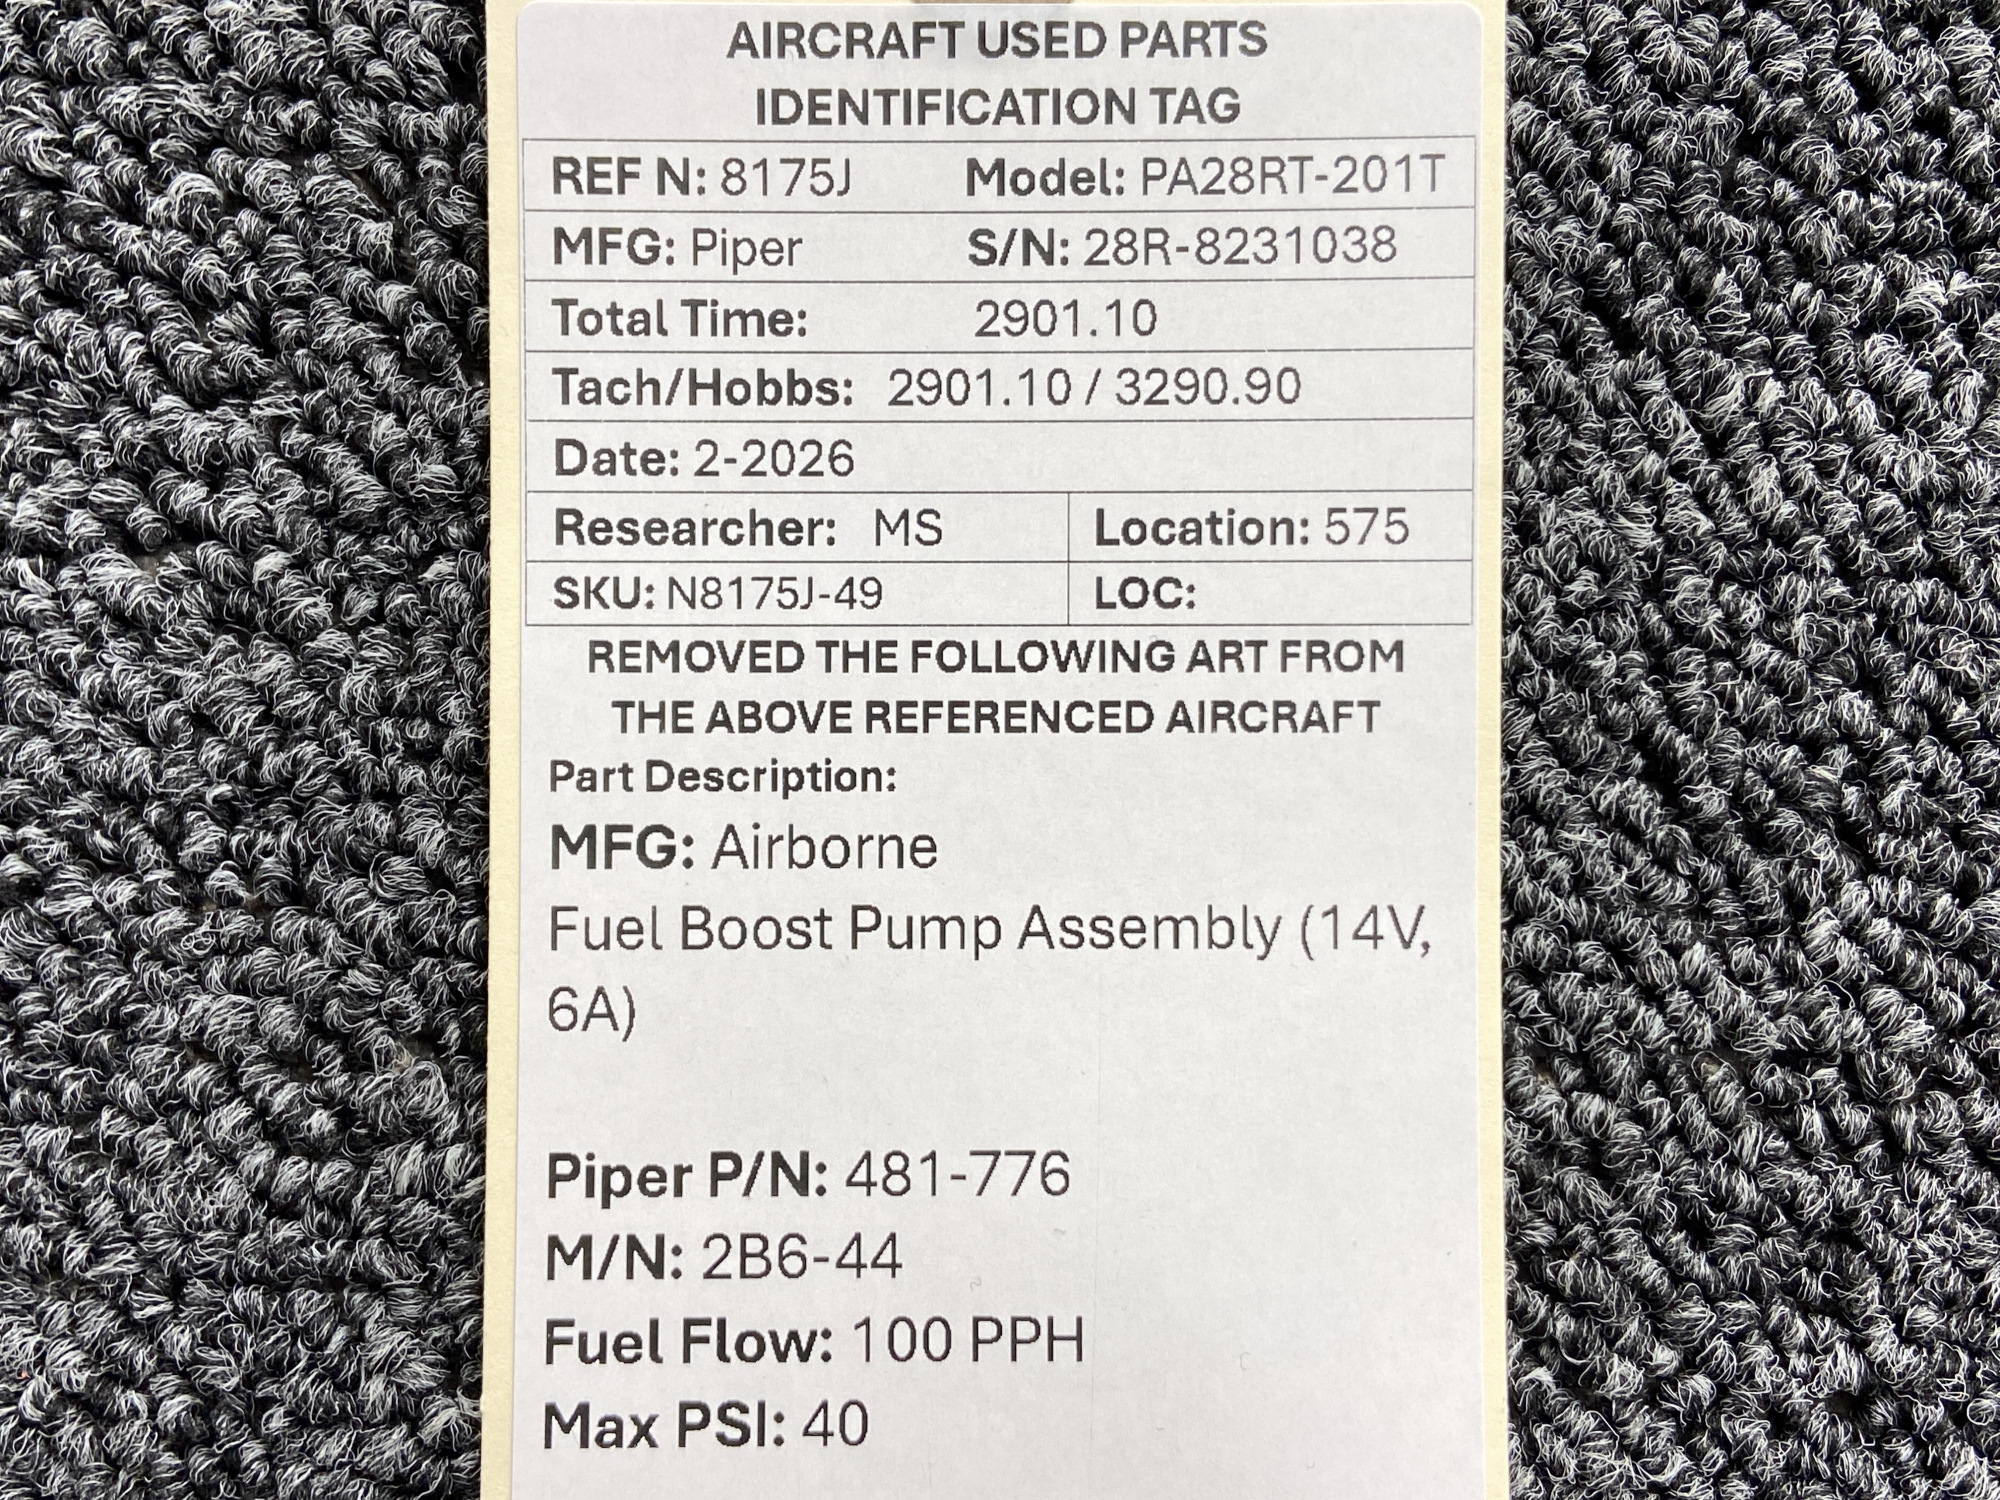 AIRCRAFT USED PARTS
IDENTIFICATION TAG
REF N: 8175J Model: PA28RT-201T
MFG: Piper S/N: 28R-8231038
Total Time: 2901.10
Tach/Hobbs: 2901.10 / 3290.90
Date: 2-2026
Researcher: MS Location: 575
SKU: N8175J-49 LOC:
REMOVED THE FOLLOWING ART FROM
THE ABOVE REFERENCED AIRCRAFT
Part Description:
MFG: Airborne
Fuel Boost Pump Assembly (14V,
6A)
Piper P/N: 481-776
M/N: 2B6-44
Fuel Flow: 100 PPH
Max PSI: 40